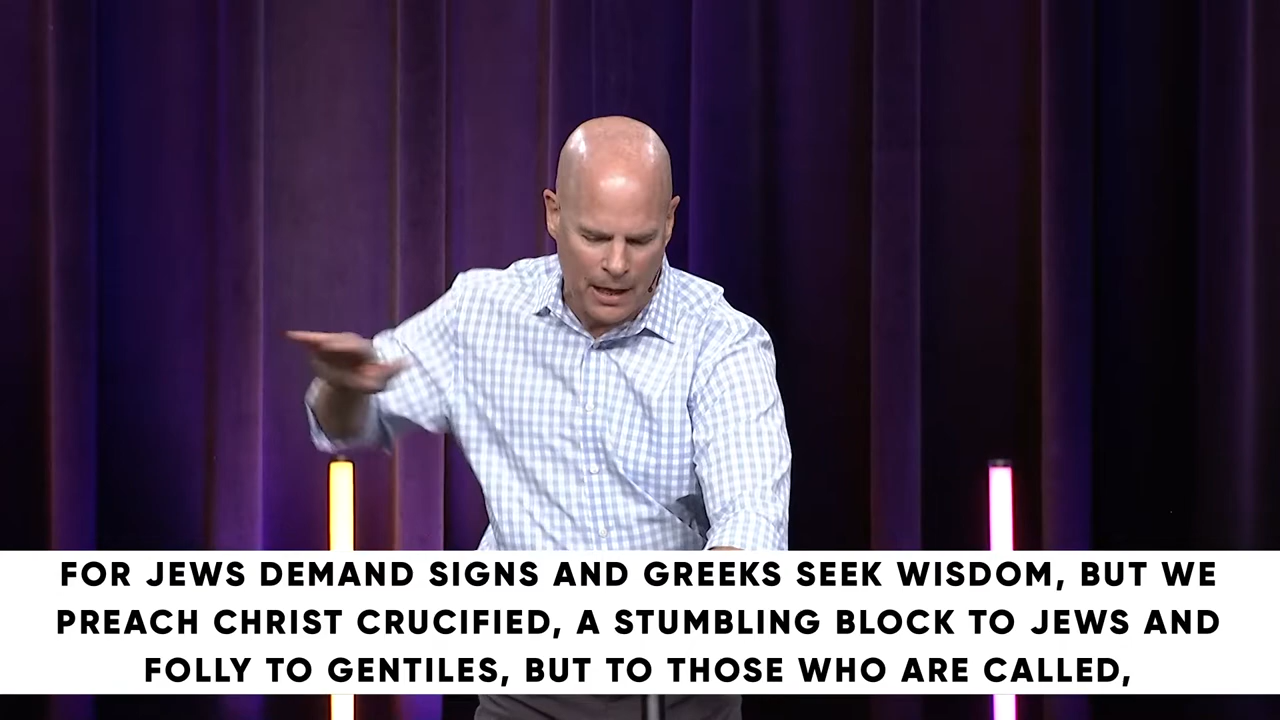 FOR JEWS DEMAND SIGNS AND GREEKS SEEK WISDOM, BUT WE
PREACH CHRIST CRUCIFIED, A STUMBLING BLOCK TO JEWS AND
FOLLY TO GENTILES, BUT TO THOSE WHO ARE CALLED,